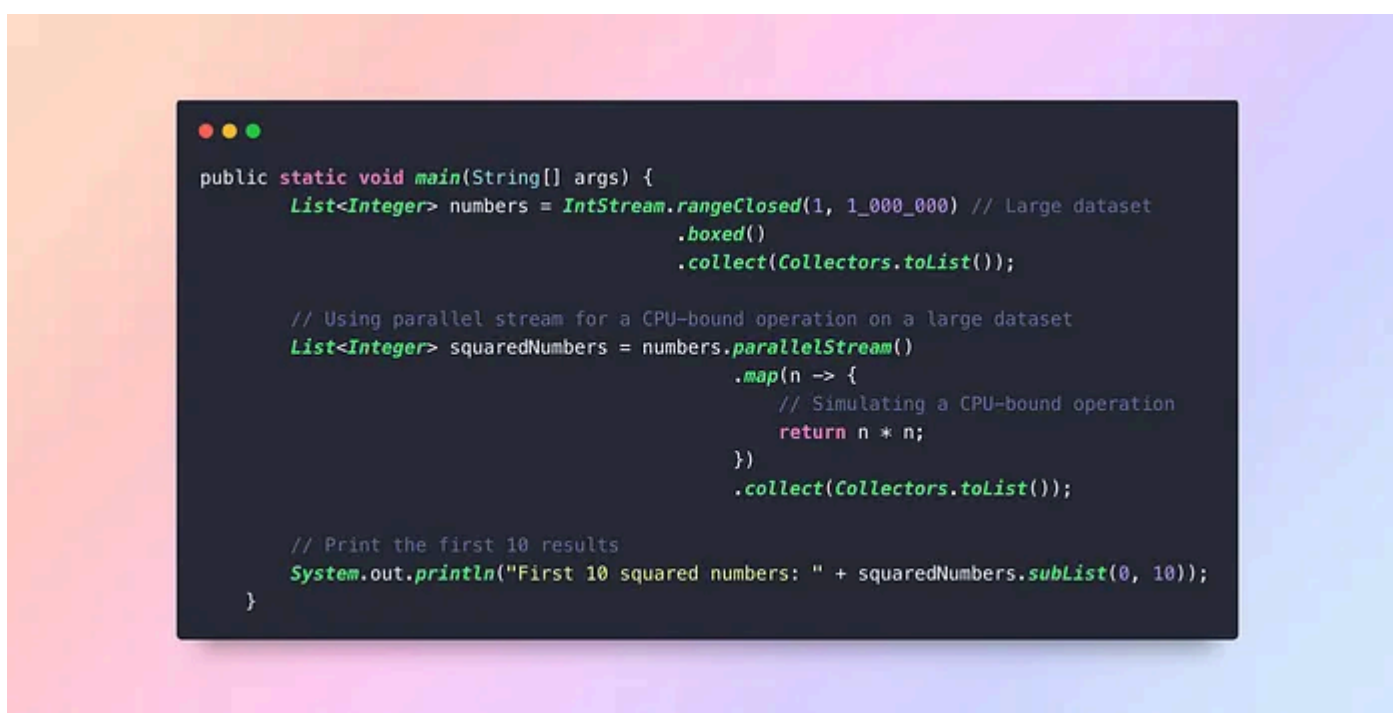 public static void main(String[] args) {
List<Integer> numbers = IntStream.rangeClosed(1, 1_000_000) // Large dataset
.boxed()
.collect(Collectors.toList());
// Using parallel stream for a CPU-bound operation on a large dataset
List<Integer> squaredNumbers = numbers.parallelStream()
.map(n -> {
// Simulating a CPU-bound operation
return n * n;
})
.collect(Collectors.toList());
// Print the first 10 results
System.out.println("First 10 squared numbers: " + squaredNumbers.subList(0, 10));
}